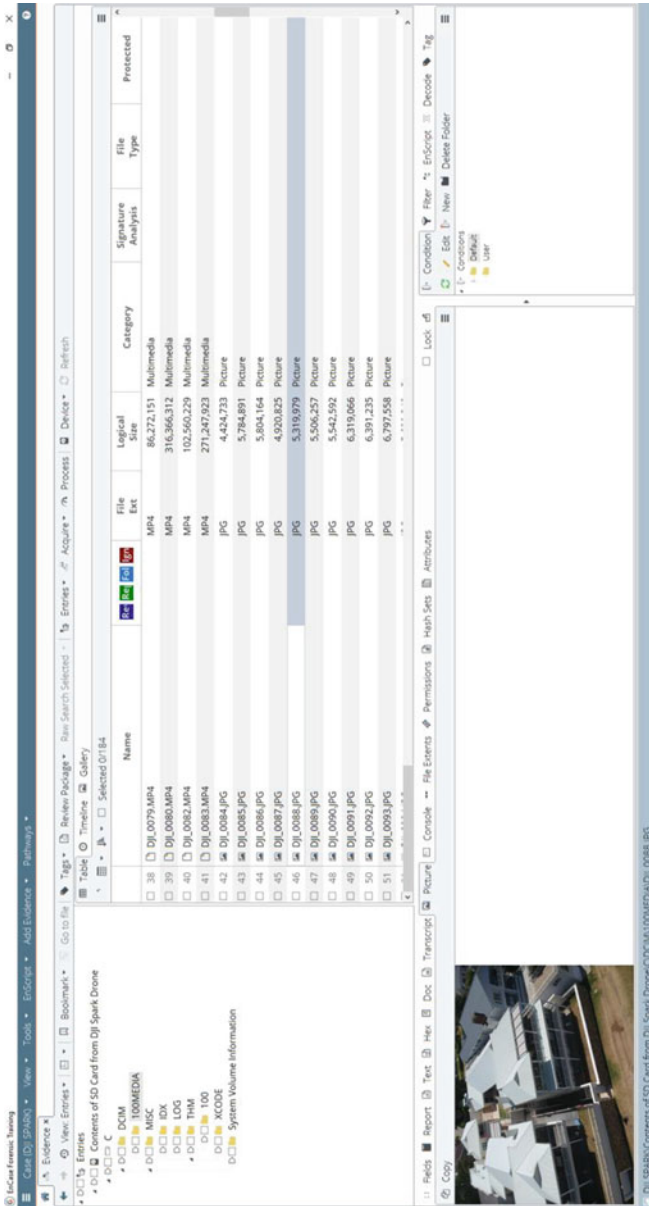 EnCase Forensic Training
Case (DJI SPARK) View Tools EnScript Add Evidence Pathways
Evidence
View: Entries Bookmark Go to file Tags Review Package Raw Search Selected Entries Acquire Process Device Refresh
Entries
Contents of SD Card from DJI Spark Drone
C
DCIM
100MEDIA
MISC
IDX
LOG
THM
100
XCODE
System Volume Information
Table Timeline Gallery
Selected 0/184
Name File Ext Logical Size Category Signature Analysis File Type Protected
38 DJI_0079.MP4 MP4 86,272,151 Multimedia
39 DJI_0080.MP4 MP4 316,366,312 Multimedia
40 DJI_0082.MP4 MP4 102,560,229 Multimedia
41 DJI_0083.MP4 MP4 271,247,923 Multimedia
42 DJI_0084.JPG JPG 4,424,733 Picture
43 DJI_0085.JPG JPG 5,784,891 Picture
44 DJI_0086.JPG JPG 5,804,164 Picture
45 DJI_0087.JPG JPG 4,920,825 Picture
46 DJI_0088.JPG JPG 5,319,979 Picture
47 DJI_0089.JPG JPG 5,506,257 Picture
48 DJI_0090.JPG JPG 5,542,592 Picture
49 DJI_0091.JPG JPG 6,319,066 Picture
50 DJI_0092.JPG JPG 6,391,235 Picture
51 DJI_0093.JPG JPG 6,797,558 Picture
Fields Report Text Hex Doc Transcript Picture Console File Extents Permissions Hash Sets Attributes Lock
Copy
Condition Filter EnScript Decode Tag
Edit New Delete Folder
Conditions
Default
User